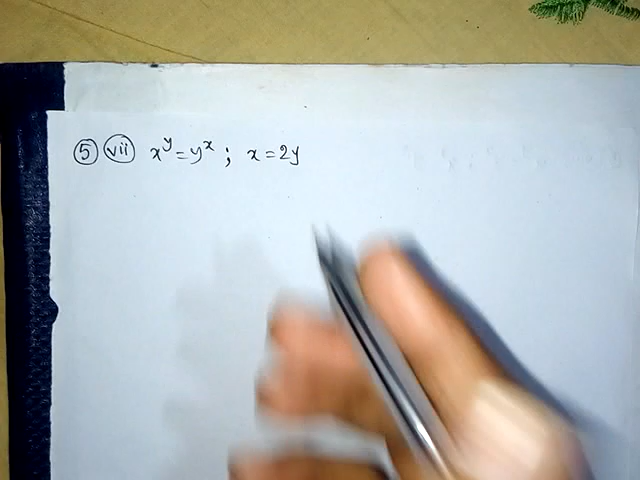 ⑤ ⓥⓘⓘ x^y = y^x ; x = 2y